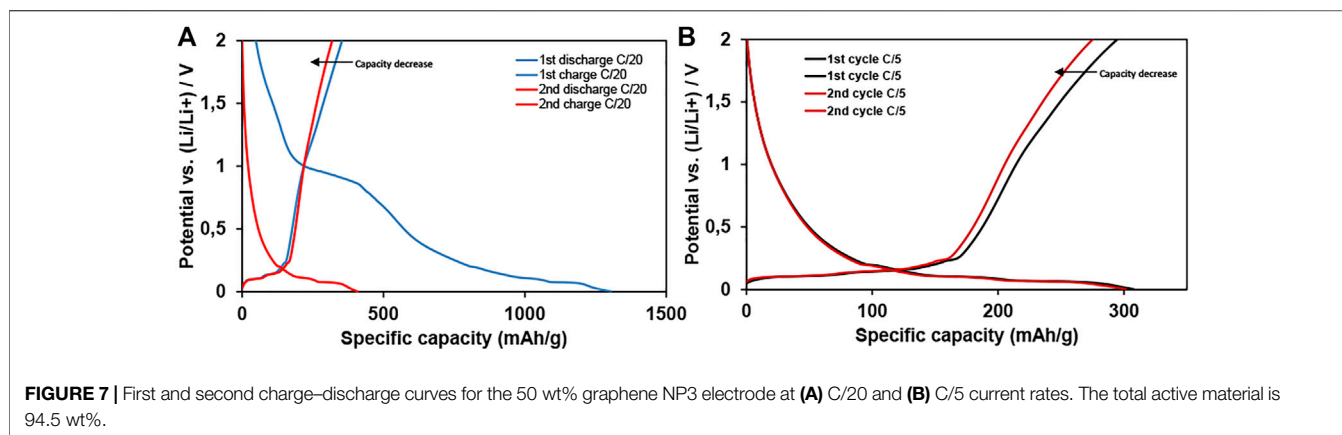 A
2
1,5
1
0,5
0
Potential vs. (Li/Li+) / V
Capacity decrease
1st discharge C/20
1st charge C/20
2nd discharge C/20
2nd charge C/20
0 500 1000 1500
Specific capacity (mAh/g)
B
2
1,5
1
0,5
0
Potential vs. (Li/Li+) / V
1st cycle C/5
1st cycle C/5
2nd cycle C/5
2nd cycle C/5
Capacity decrease
0 100 200 300
Specific capacity (mAh/g)
FIGURE 7 | First and second charge–discharge curves for the 50 wt% graphene NP3 electrode at (A) C/20 and (B) C/5 current rates. The total active material is
94.5 wt%.